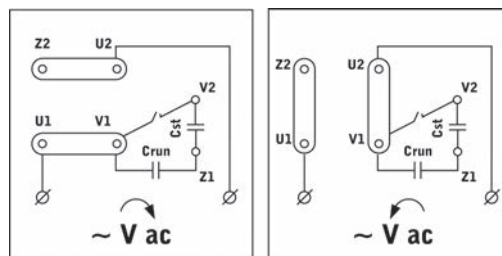 Z2 U2
V2
U1 V1
Cst
Crun
Z1
~ V ac
Z2 U2
V2
U1 V1
Cst
Crun
Z1
~ V ac